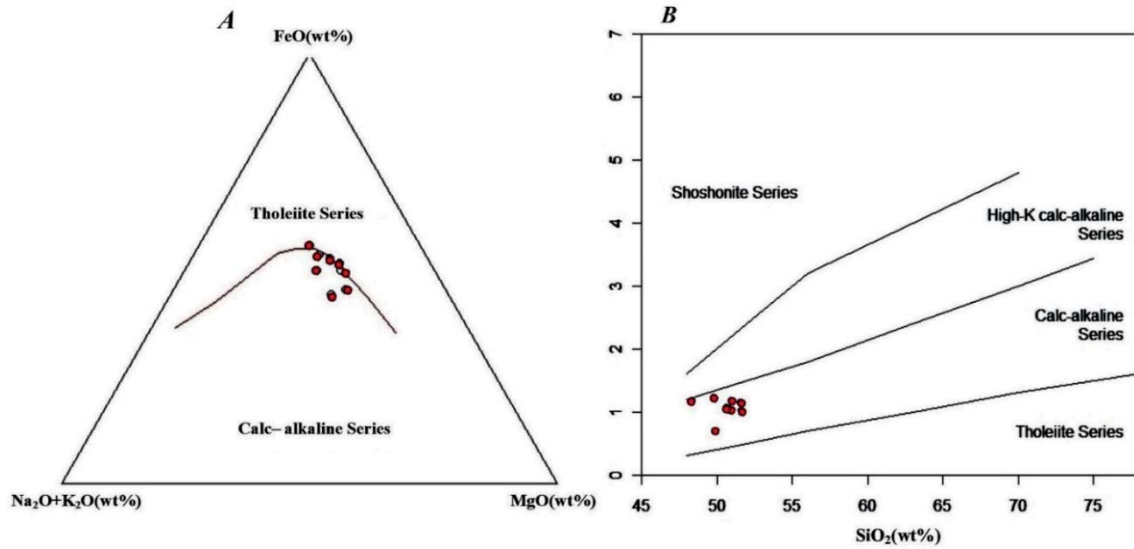 A
FeO(wt%)
Tholeiite Series
Calc– alkaline Series
Na₂O+K₂O(wt%)
MgO(wt%)
B
7
6
5
4
3
2
1
0
Shoshonite Series
High-K calc-alkaline
Series
Calc-alkaline
Series
Tholeiite Series
45
50
55
60
65
70
75
SiO₂(wt%)